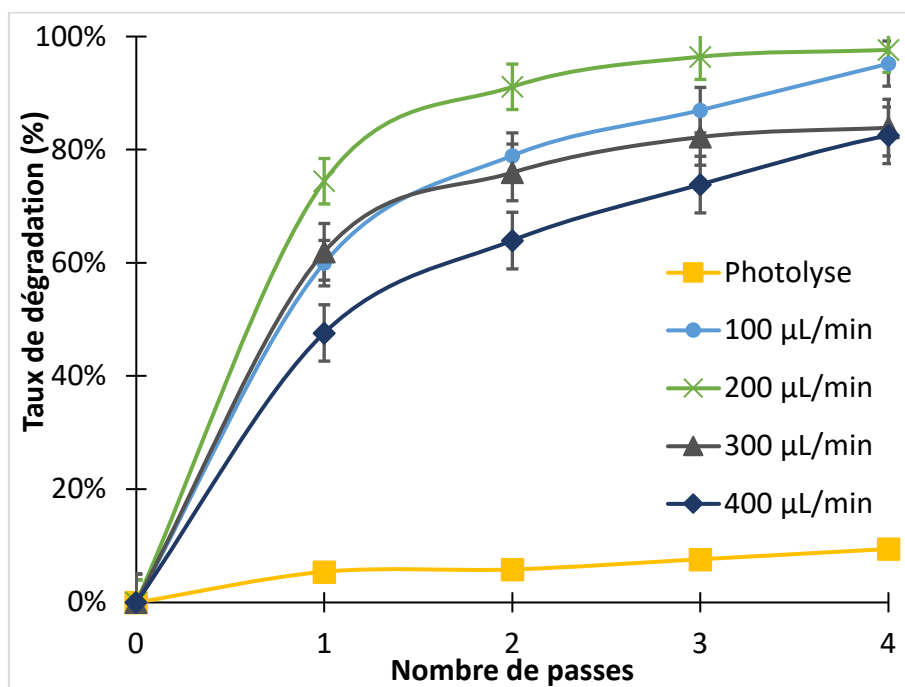 100%
80%
60%
40%
20%
0%
Taux de dégradation (%)
Photolyse
100 µL/min
200 µL/min
300 µL/min
400 µL/min
0 1 2 3 4
Nombre de passes